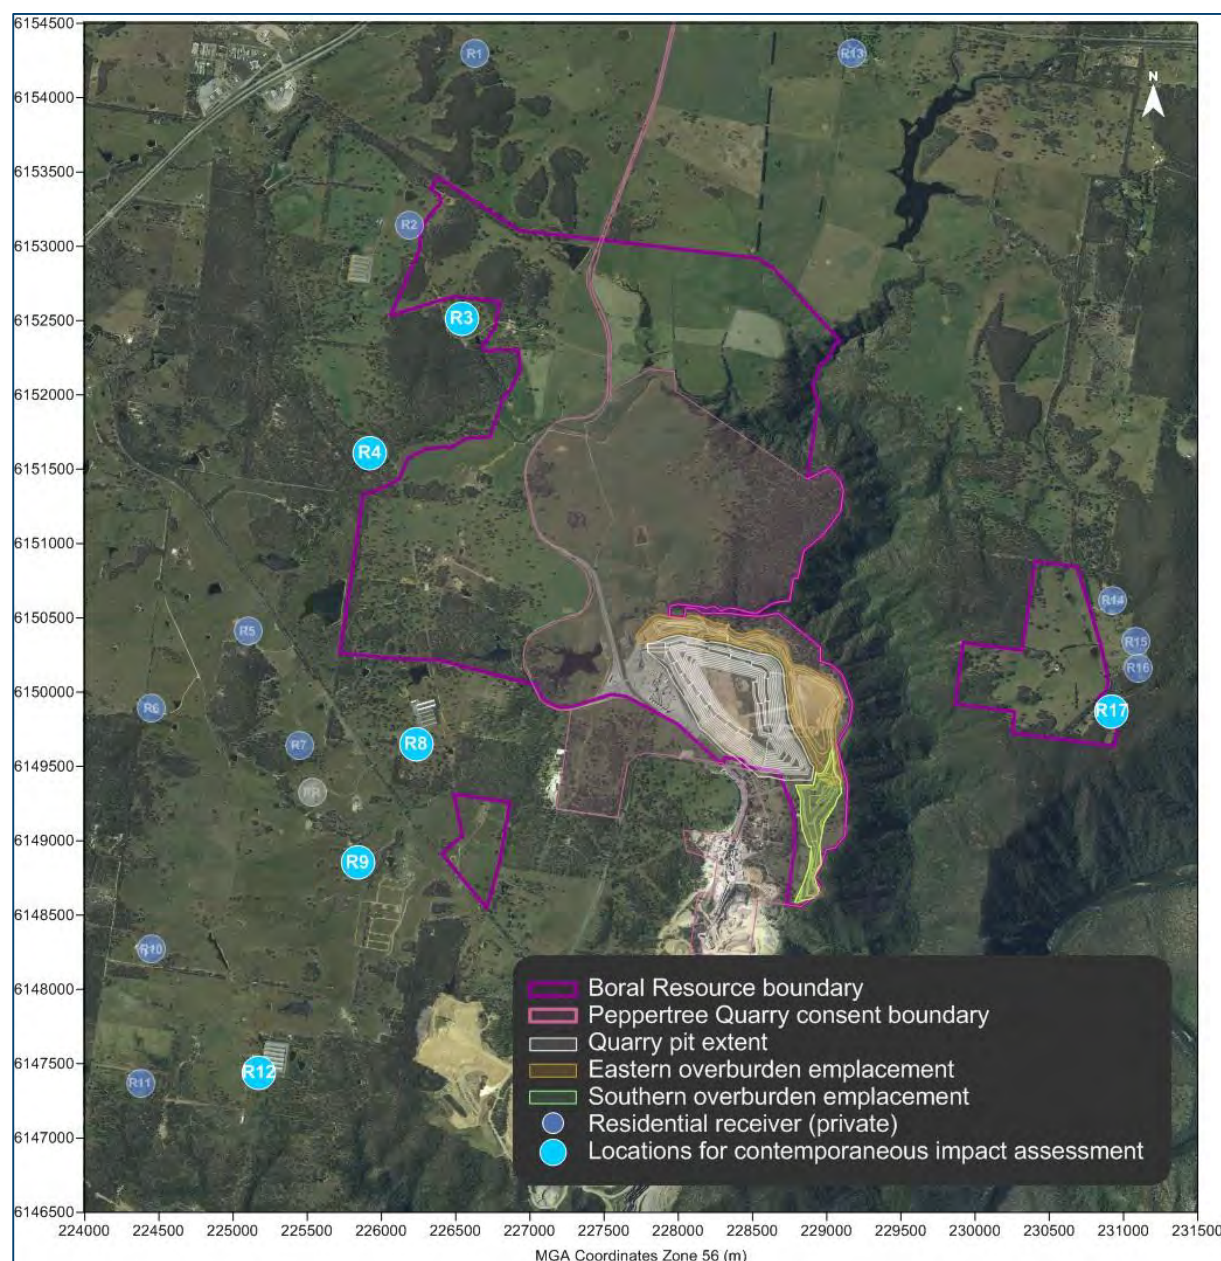 6154500
R1
R13
N
6154000
6153500
R2
6153000
6152500
R3
6152000
R4
6151500
6151000
6150500
R14
R5
R15
R16
6150000
R6
R17
R8
R7
6149500
6149000
R9
6148500
R10
6148000
Boral Resource boundary
Peppertree Quarry consent boundary
Quarry pit extent
6147500
Eastern overburden emplacement
R12
R11
Southern overburden emplacement
Residential receiver (private)
6147000
Locations for contemporaneous impact assessment
6146500
224000 224500 225000 225500 226000 226500 227000 227500 228000 228500 229000 229500 230000 230500 231000 231500
MGA Coordinates Zone 56 (m)